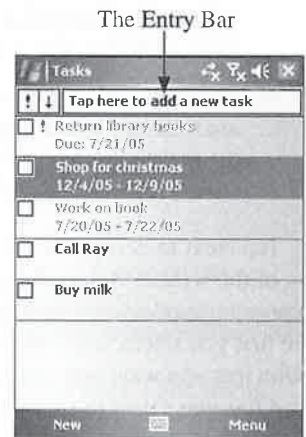 The Entry Bar
Tasks
! ↓ Tap here to add a new task
! Return library books
Due: 7/21/05
Shop for christmas
12/4/05 - 12/9/05
Work on book
7/20/05 - 7/22/05
Call Ray
Buy milk
New Menu